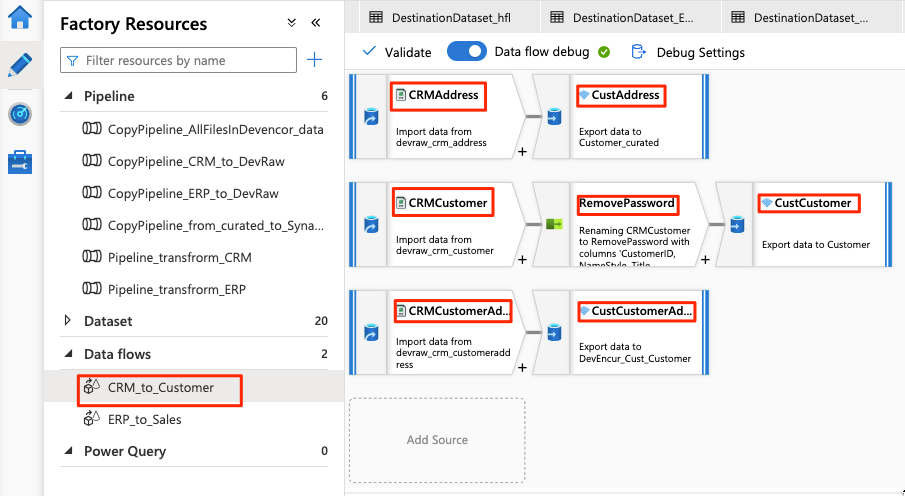 Factory Resources
Filter resources by name
Pipeline 6
CopyPipeline_AllFilesInDevencor_data
CopyPipeline_CRM_to_DevRaw
CopyPipeline_ERP_to_DevRaw
CopyPipeline_from_curated_to_Syna...
Pipeline_transfrorm_CRM
Pipeline_transfrorm_ERP
Dataset 20
Data flows 2
CRM_to_Customer
ERP_to_Sales
Power Query 0
DestinationDataset_hfl
DestinationDataset_E...
DestinationDataset_...
Validate
Data flow debug
Debug Settings
CRMAddress
Import data from
devraw_crm_address
+
CustAddress
Export data to
Customer_curated
CRMCustomer
Import data from
devraw_crm_customer
+
RemovePassword
Renaming CRMCustomer
to RemovePassword with
columns 'CustomerID,
NameStyle, Title,
+
CustCustomer
Export data to Customer
CRMCustomerAd...
Import data from
devraw_crm_customeraddr
ress
+
CustCustomerAd...
Export data to
DevEncur_Cust_Customer
Add Source